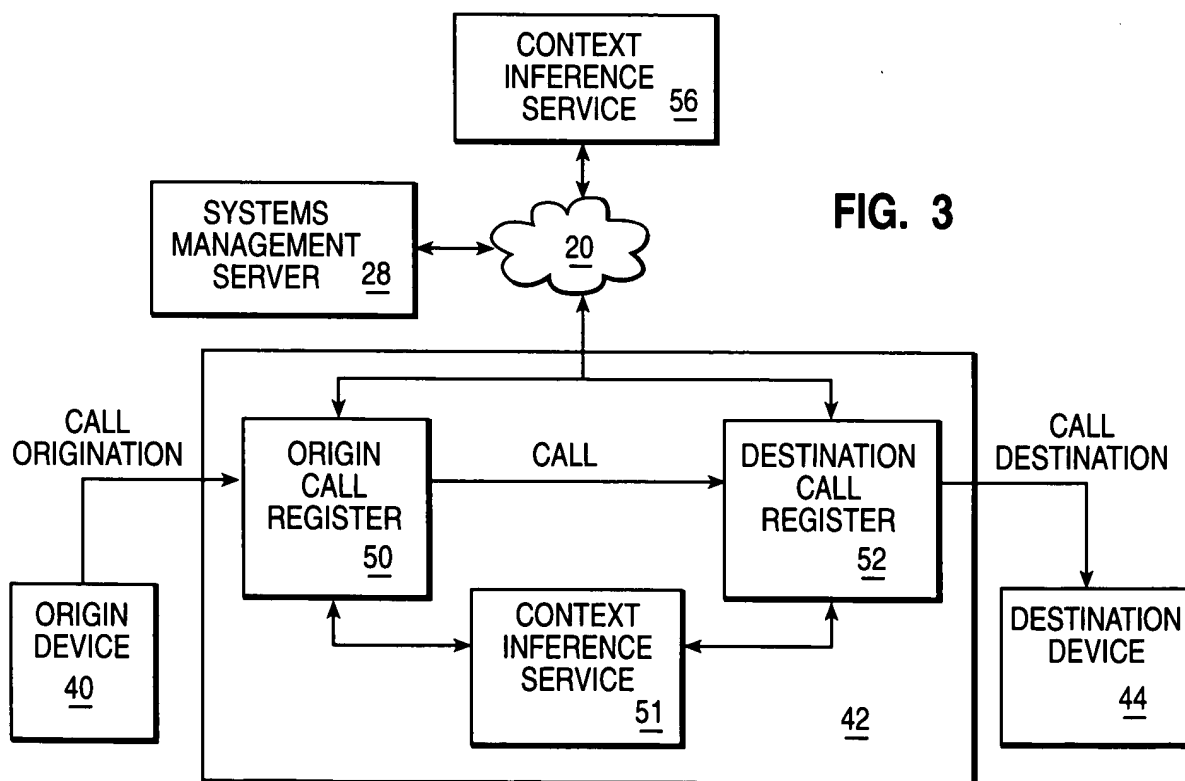 CONTEXT
INFERENCE
SERVICE
56
FIG. 3
SYSTEMS
MANAGEMENT
SERVER
28
20
CALL
ORIGINATION
ORIGIN
CALL
REGISTER
50
CALL
DESTINATION
CALL
REGISTER
52
CALL
DESTINATION
ORIGIN
DEVICE
40
CONTEXT
INFERENCE
SERVICE
51
42
DESTINATION
DEVICE
44